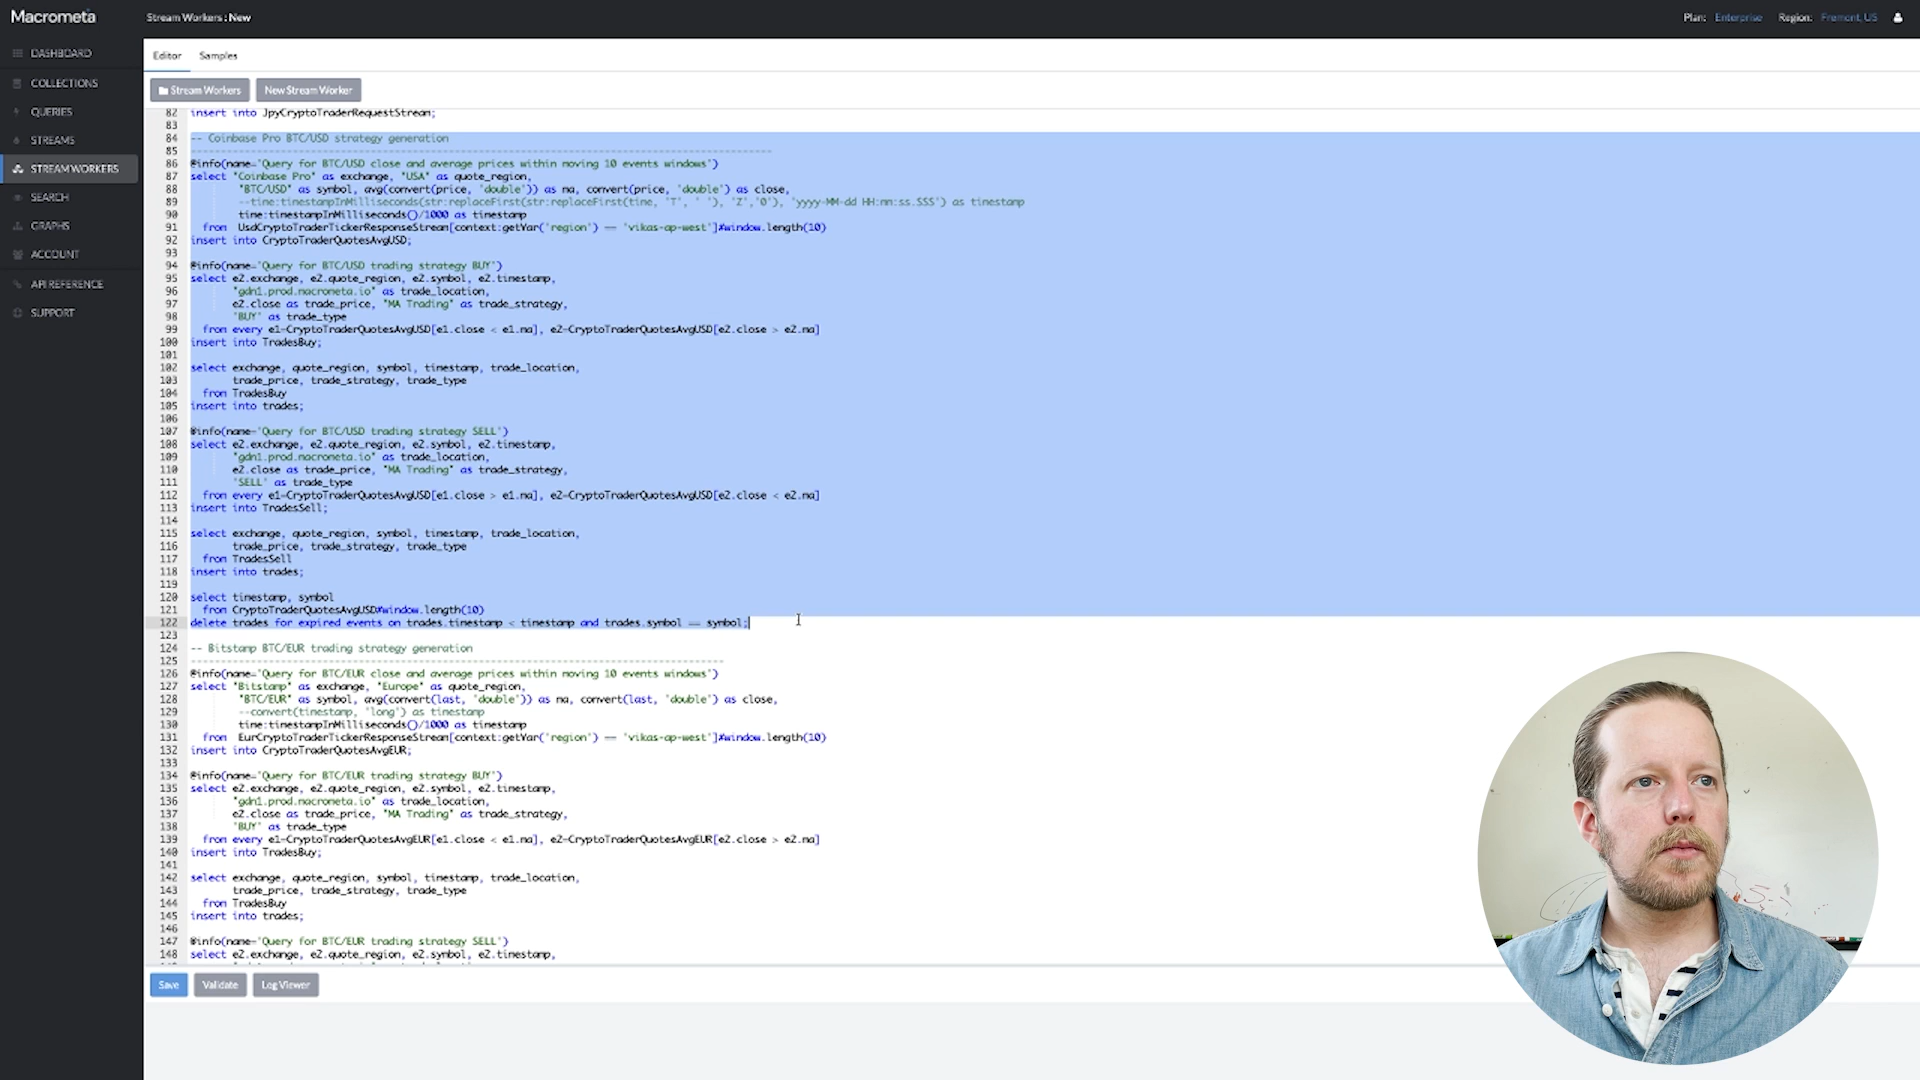 Macrometa
Stream Workers : New
Plan: Enterprise Region: Fremont, US
DASHBOARD
COLLECTIONS
QUERIES
STREAMS
STREAM WORKERS
SEARCH
GRAPHS
ACCOUNT
API REFERENCE
SUPPORT
Editor Samples
Stream Workers New Stream Worker
82 insert into JpyCryptoTraderRequestStream;
83
84 -- Coinbase Pro BTC/USD strategy generation
85 ---------------------------------------------------------------------------------------------
86 @info(name='Query for BTC/USD close and average prices within moving 10 events windows')
87 select "Coinbase Pro" as exchange, "USA" as quote_region,
88 "BTC/USD" as symbol, avg(convert(price, 'double')) as ma, convert(price, 'double') as close,
89 --time:timestampInMilliseconds(str:replaceFirst(str:replaceFirst(time, 'T', ' '), 'Z','0'), 'yyyy-MM-dd HH:mm:ss.SSS') as timestamp
90 time:timestampInMilliseconds()/1000 as timestamp
91 from UsdCryptoTraderTickerResponseStream[context:getVar('region') == 'vikas-ap-west']#window.length(10)
92 insert into CryptoTraderQuotesAvgUSD;
93
94 @info(name='Query for BTC/USD trading strategy BUY')
95 select e2.exchange, e2.quote_region, e2.symbol, e2.timestamp,
96 "gdn1.prod.macrometa.io" as trade_location,
97 e2.close as trade_price, "MA Trading" as trade_strategy,
98 'BUY' as trade_type
99 from every e1=CryptoTraderQuotesAvgUSD[e1.close < e1.ma], e2=CryptoTraderQuotesAvgUSD[e2.close > e2.ma]
100 insert into TradesBuy;
101
102 select exchange, quote_region, symbol, timestamp, trade_location,
103 trade_price, trade_strategy, trade_type
104 from TradesBuy
105 insert into trades;
106
107 @info(name='Query for BTC/USD trading strategy SELL')
108 select e2.exchange, e2.quote_region, e2.symbol, e2.timestamp,
109 "gdn1.prod.macrometa.io" as trade_location,
110 e2.close as trade_price, "MA Trading" as trade_strategy,
111 'SELL' as trade_type
112 from every e1=CryptoTraderQuotesAvgUSD[e1.close > e1.ma], e2=CryptoTraderQuotesAvgUSD[e2.close < e2.ma]
113 insert into TradesSell;
114
115 select exchange, quote_region, symbol, timestamp, trade_location,
116 trade_price, trade_strategy, trade_type
117 from TradesSell
118 insert into trades;
119
120 select timestamp, symbol
121 from CryptoTraderQuotesAvgUSD#window.length(10)
122 delete trades for expired events on trades.timestamp < timestamp and trades.symbol == symbol;
123
124 -- Bitstamp BTC/EUR trading strategy generation
125 -----------------------------------------------------------------------------------------
126 @info(name='Query for BTC/EUR close and average prices within moving 10 events windows')
127 select "Bitstamp" as exchange, "Europe" as quote_region,
128 "BTC/EUR" as symbol, avg(convert(last, 'double')) as ma, convert(last, 'double') as close,
129 --convert(timestamp, 'long') as timestamp
130 time:timestampInMilliseconds()/1000 as timestamp
131 from EurCryptoTraderTickerResponseStream[context:getVar('region') == 'vikas-ap-west']#window.length(10)
132 insert into CryptoTraderQuotesAvgEUR;
133
134 @info(name='Query for BTC/EUR trading strategy BUY')
135 select e2.exchange, e2.quote_region, e2.symbol, e2.timestamp,
136 "gdn1.prod.macrometa.io" as trade_location,
137 e2.close as trade_price, "MA Trading" as trade_strategy,
138 'BUY' as trade_type
139 from every e1=CryptoTraderQuotesAvgEUR[e1.close < e1.ma], e2=CryptoTraderQuotesAvgEUR[e2.close > e2.ma]
140 insert into TradesBuy;
141
142 select exchange, quote_region, symbol, timestamp, trade_location,
143 trade_price, trade_strategy, trade_type
144 from TradesBuy
145 insert into trades;
146
147 @info(name='Query for BTC/EUR trading strategy SELL')
148 select e2.exchange, e2.quote_region, e2.symbol, e2.timestamp,
Save Validate Log Viewer